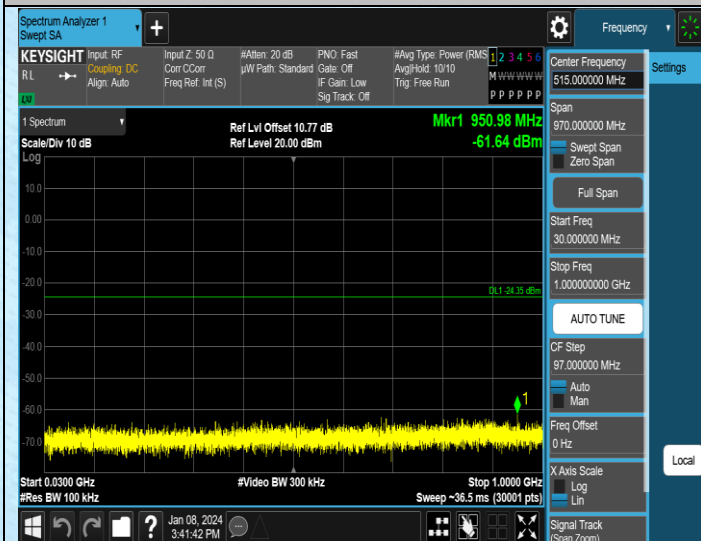 Spectrum Analyzer 1
Swept SA
Frequency
KEYSIGHT
RL
LXI
Input: RF
Coupling: DC
Align: Auto
Input Z: 50 Ω
Corr CCorr
Freq Ref: Int (S)
#Atten: 20 dB
µW Path: Standard
PNO: Fast
Gate: Off
IF Gain: Low
Sig Track: Off
#Avg Type: Power (RMS
Avg|Hold: 10/10
Trig: Free Run
1 2 3 4 5 6
M W W W W W
P P P P P P
1 Spectrum
Scale/Div 10 dB
Ref Lvl Offset 10.77 dB
Ref Level 20.00 dBm
Mkr1 950.98 MHz
-61.64 dBm
Log
10.0
0.00
-10.0
-20.0
DL1 -24.35 dBm
-30.0
-40.0
-50.0
-60.0
1
-70.0
Start 0.0300 GHz
#Res BW 100 kHz
#Video BW 300 kHz
Stop 1.0000 GHz
Sweep ~36.5 ms (30001 pts)
?
Jan 08, 2024
3:41:42 PM
Center Frequency
515.000000 MHz
Span
970.000000 MHz
Swept Span
Zero Span
Full Span
Start Freq
30.000000 MHz
Stop Freq
1.000000000 GHz
AUTO TUNE
CF Step
97.000000 MHz
Auto
Man
Freq Offset
0 Hz
X Axis Scale
Log
Lin
Signal Track
(Span Zoom)
Settings
Local